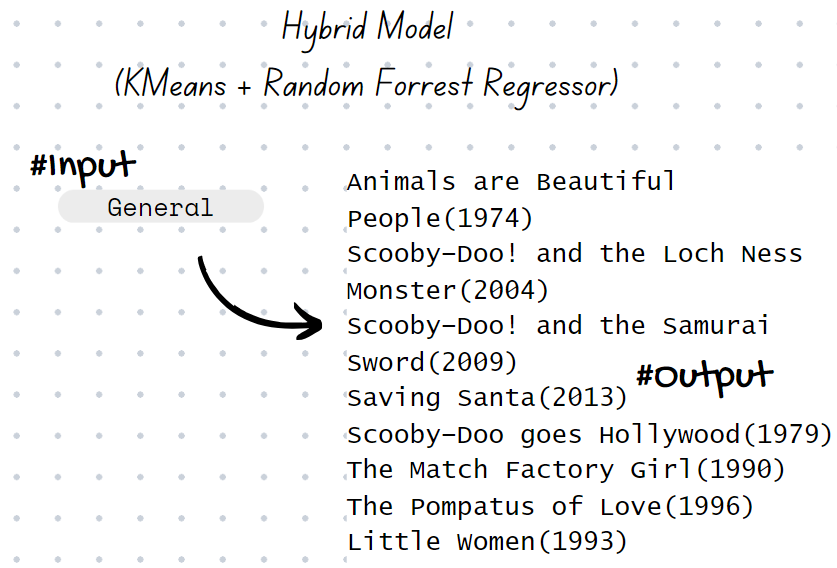 Hybrid Model
(KMeans + Random Forrest Regressor)
#Input
General
Animals are Beautiful
People(1974)
Scooby-Doo! and the Loch Ness
Monster(2004)
Scooby-Doo! and the Samurai
Sword(2009)
#Output
Saving Santa(2013)
Scooby-Doo goes Hollywood(1979)
The Match Factory Girl(1990)
The Pompatus of Love(1996)
Little Women(1993)